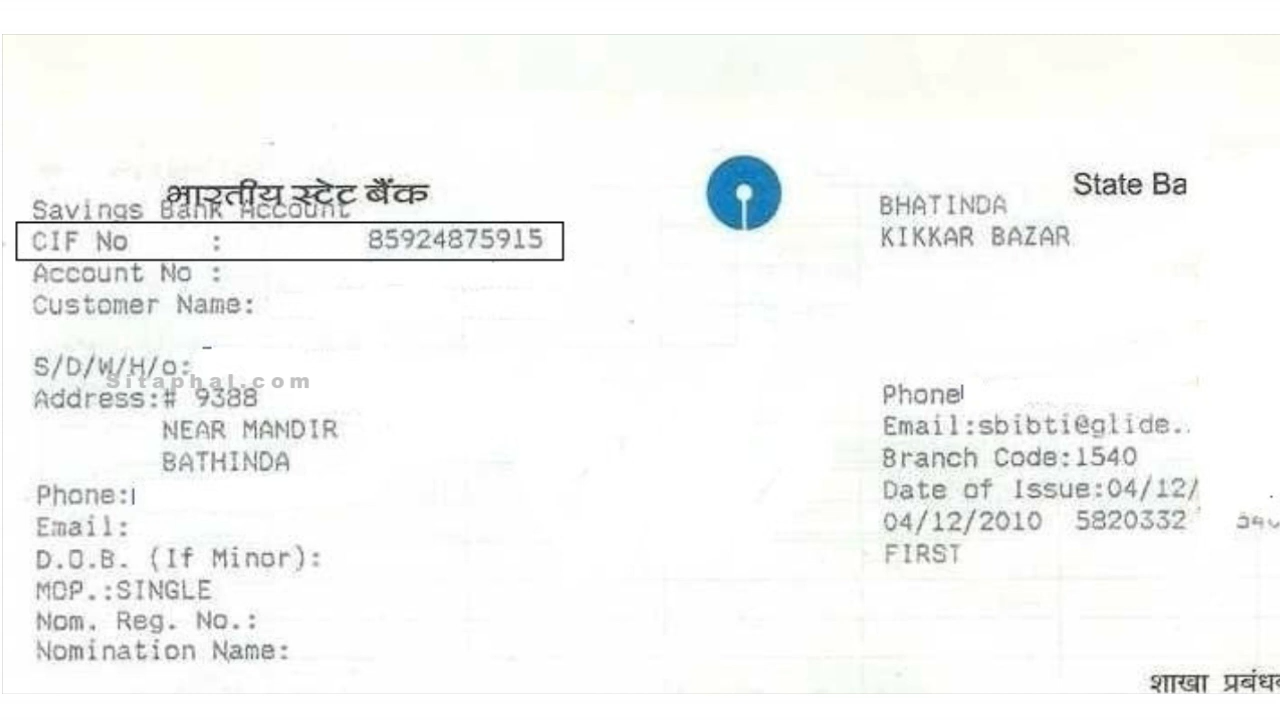 भारतीय स्टेट बैंक
Savings Bank Account
CIF No : 85924875915
Account No :
Customer Name:
S/D/W/H/o:
Sitaphal.com
Address:# 9388
NEAR MANDIR
BATHINDA
Phone:
Email:
D.O.B. (If Minor):
MOP.:SINGLE
Nom. Reg. No.:
Nomination Name:
State Ba
BHATINDA
KIKKAR BAZAR
Phone
Email:sbibti@glide..
Branch Code:1540
Date of Issue:04/12/
04/12/2010 5820332
FIRST
शाखा प्रबंधक